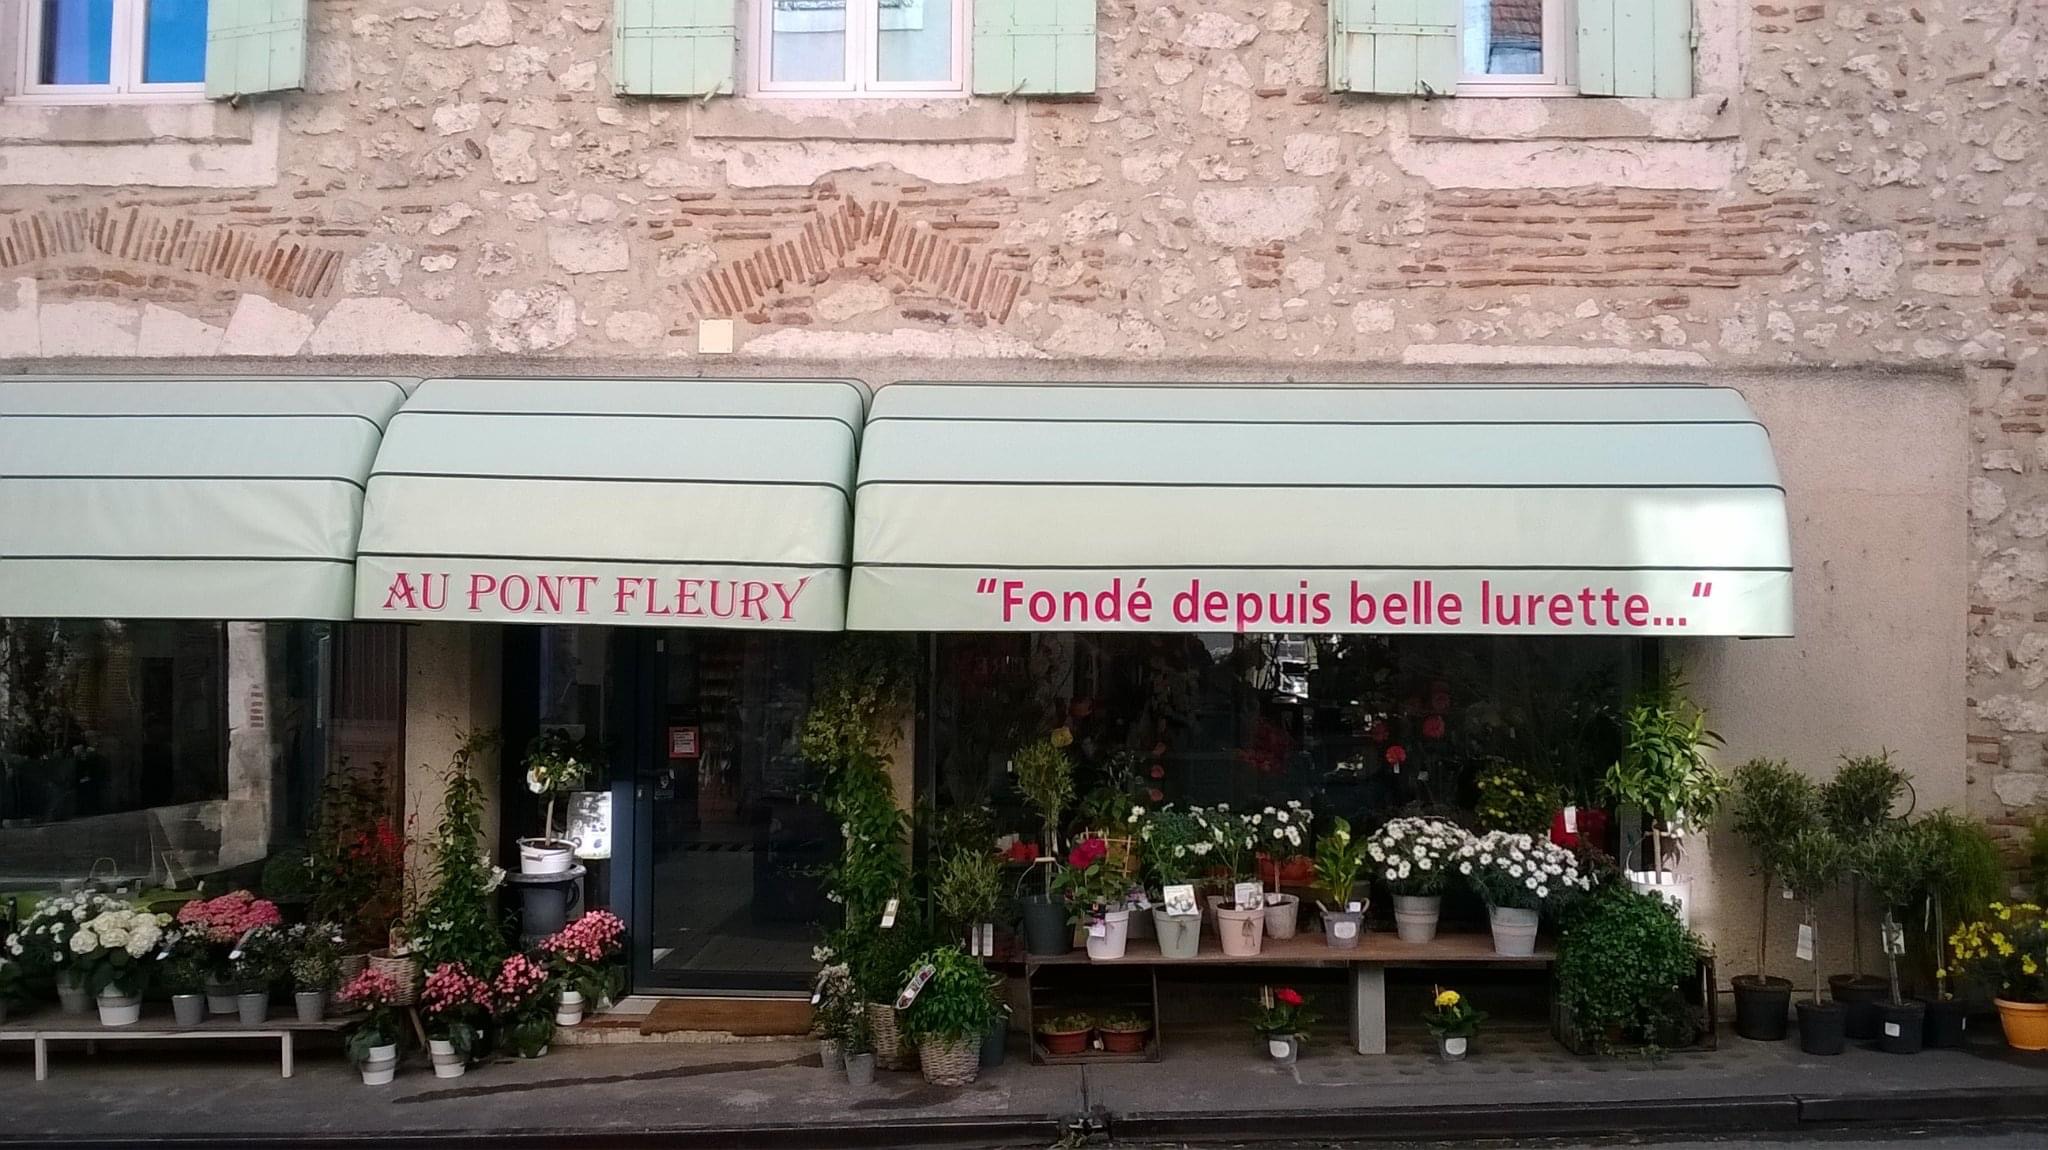 AU PONT FLEURY
“Fondé depuis belle lurette...“